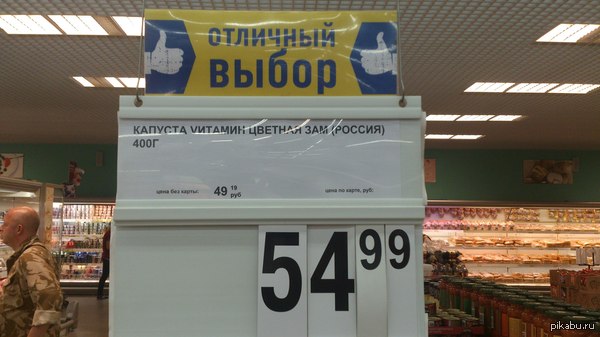 ОТЛИЧНЫЙ
ВЫБОР
КАПУСТА VИТАМИН ЦВЕТНАЯ ЗАМ (РОССИЯ)
400Г
цена без карты: 49 19 руб
цена по карте, руб:
54 99
pikabu.ru